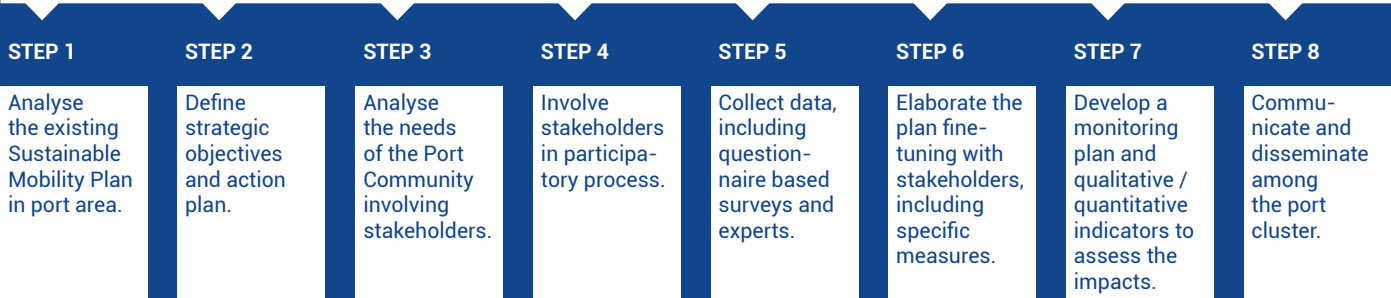 STEP 1
Analyse
the existing
Sustainable
Mobility Plan
in port area.
STEP 2
Define
strategic
objectives
and action
plan.
STEP 3
Analyse
the needs
of the Port
Community
involving
stakeholders.
STEP 4
Involve
stakeholders
in participa-
tory process.
STEP 5
Collect data,
including
question-
naire based
surveys and
experts.
STEP 6
Elaborate the
plan fine-
tuning with
stakeholders,
including
specific
measures.
STEP 7
Develop a
monitoring
plan and
qualitative /
quantitative
indicators to
assess the
impacts.
STEP 8
Commu-
nicate and
disseminate
among
the port
cluster.